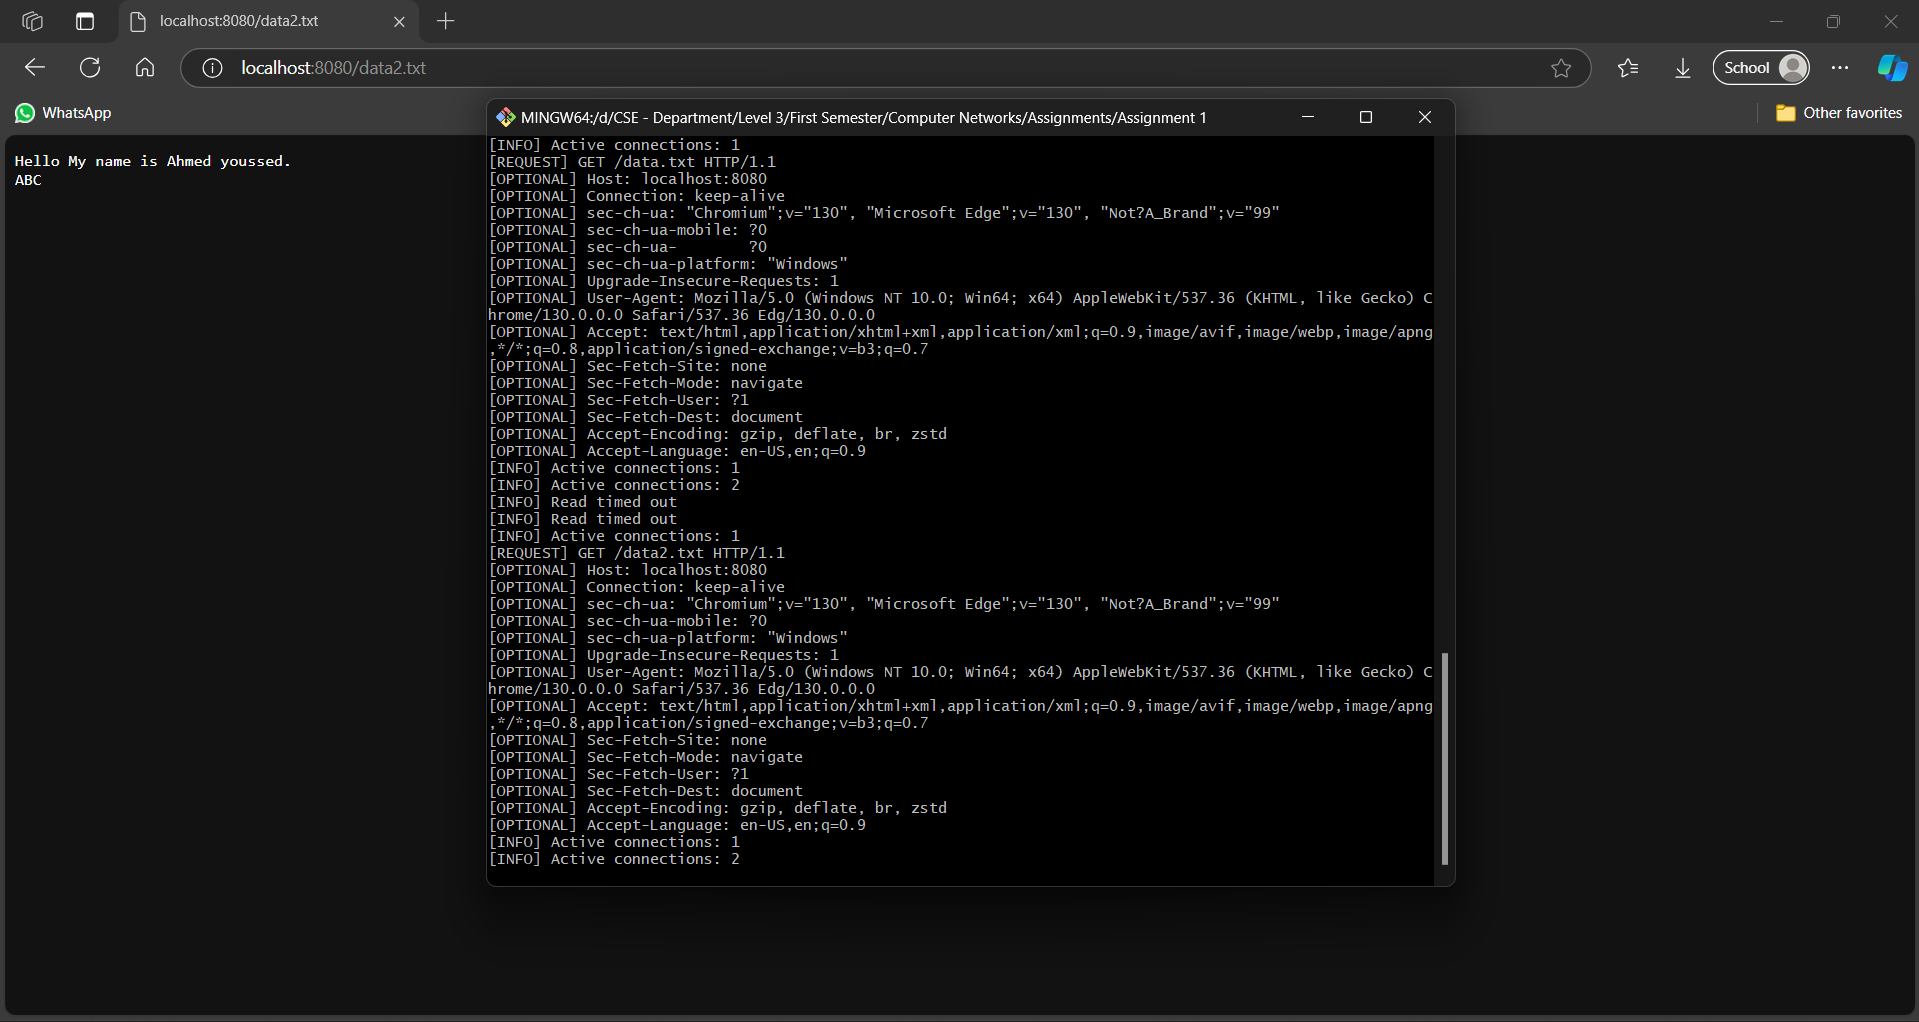 localhost:8080/data2.txt
localhost:8080/data2.txt
School
WhatsApp
Other favorites
Hello My name is Ahmed youssed.
ABC
MINGW64:/d/CSE - Department/Level 3/First Semester/Computer Networks/Assignments/Assignment 1
[INFO] Active connections: 1
[REQUEST] GET /data.txt HTTP/1.1
[OPTIONAL] Host: localhost:8080
[OPTIONAL] Connection: keep-alive
[OPTIONAL] sec-ch-ua: "Chromium";v="130", "Microsoft Edge";v="130", "Not?A_Brand";v="99"
[OPTIONAL] sec-ch-ua-mobile: ?0
[OPTIONAL] sec-ch-ua-        ?0
[OPTIONAL] sec-ch-ua-platform: "Windows"
[OPTIONAL] Upgrade-Insecure-Requests: 1
[OPTIONAL] User-Agent: Mozilla/5.0 (Windows NT 10.0; Win64; x64) AppleWebKit/537.36 (KHTML, like Gecko) C
hrome/130.0.0.0 Safari/537.36 Edg/130.0.0.0
[OPTIONAL] Accept: text/html,application/xhtml+xml,application/xml;q=0.9,image/avif,image/webp,image/apng
,*/*;q=0.8,application/signed-exchange;v=b3;q=0.7
[OPTIONAL] Sec-Fetch-Site: none
[OPTIONAL] Sec-Fetch-Mode: navigate
[OPTIONAL] Sec-Fetch-User: ?1
[OPTIONAL] Sec-Fetch-Dest: document
[OPTIONAL] Accept-Encoding: gzip, deflate, br, zstd
[OPTIONAL] Accept-Language: en-US,en;q=0.9
[INFO] Active connections: 1
[INFO] Active connections: 2
[INFO] Read timed out
[INFO] Read timed out
[INFO] Active connections: 1
[REQUEST] GET /data2.txt HTTP/1.1
[OPTIONAL] Host: localhost:8080
[OPTIONAL] Connection: keep-alive
[OPTIONAL] sec-ch-ua: "Chromium";v="130", "Microsoft Edge";v="130", "Not?A_Brand";v="99"
[OPTIONAL] sec-ch-ua-mobile: ?0
[OPTIONAL] sec-ch-ua-platform: "Windows"
[OPTIONAL] Upgrade-Insecure-Requests: 1
[OPTIONAL] User-Agent: Mozilla/5.0 (Windows NT 10.0; Win64; x64) AppleWebKit/537.36 (KHTML, like Gecko) C
hrome/130.0.0.0 Safari/537.36 Edg/130.0.0.0
[OPTIONAL] Accept: text/html,application/xhtml+xml,application/xml;q=0.9,image/avif,image/webp,image/apng
,*/*;q=0.8,application/signed-exchange;v=b3;q=0.7
[OPTIONAL] Sec-Fetch-Site: none
[OPTIONAL] Sec-Fetch-Mode: navigate
[OPTIONAL] Sec-Fetch-User: ?1
[OPTIONAL] Sec-Fetch-Dest: document
[OPTIONAL] Accept-Encoding: gzip, deflate, br, zstd
[OPTIONAL] Accept-Language: en-US,en;q=0.9
[INFO] Active connections: 1
[INFO] Active connections: 2